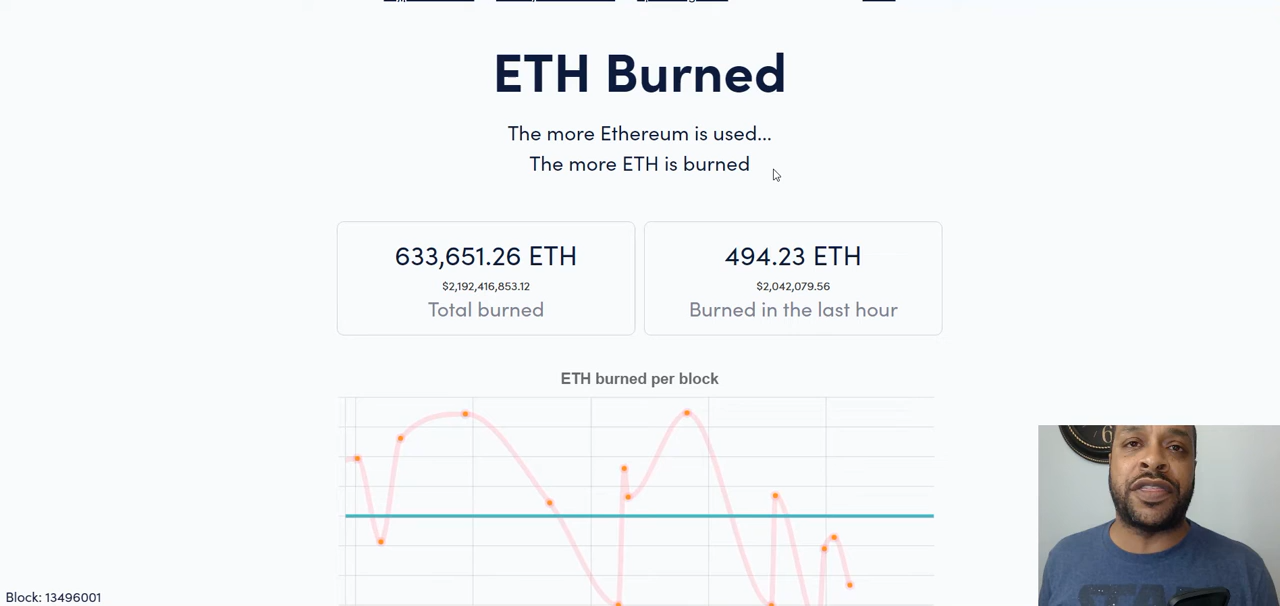 ETH Burned
The more Ethereum is used...
The more ETH is burned
633,651.26 ETH
$2,192,416,853.12
Total burned
494.23 ETH
$2,042,079.56
Burned in the last hour
ETH burned per block
6
Block: 13496001